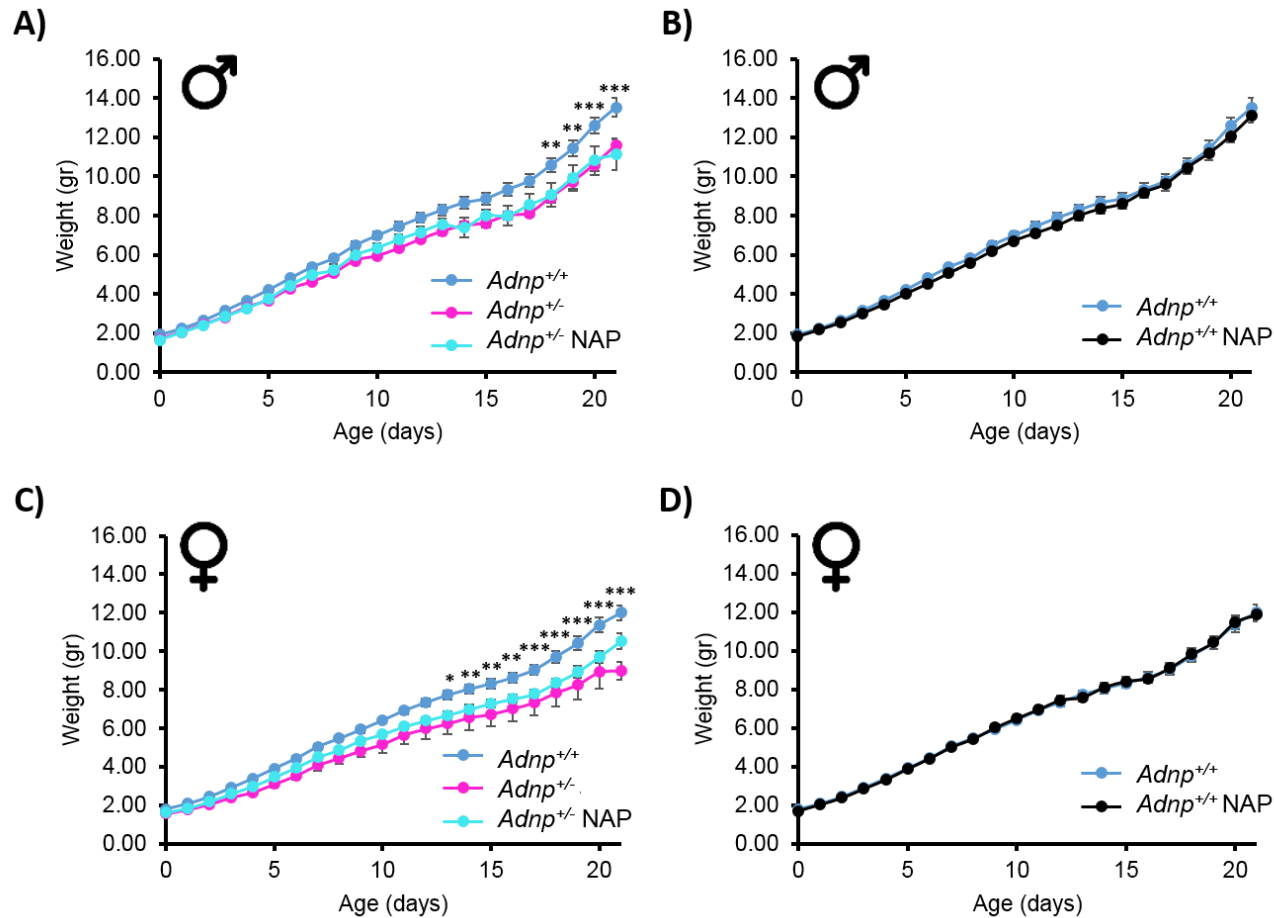 A)
16.00
14.00
12.00
10.00
8.00
6.00
4.00
2.00
0.00
Weight (gr)
** ** *** ***
Adnp+/+
Adnp+/-
Adnp+/- NAP
0 5 10 15 20
Age (days)
B)
16.00
14.00
12.00
10.00
8.00
6.00
4.00
2.00
0.00
Weight (gr)
Adnp+/+
Adnp+/+ NAP
0 5 10 15 20
Age (days)
C)
16.00
14.00
12.00
10.00
8.00
6.00
4.00
2.00
0.00
Weight (gr)
* ** ** ** *** *** *** *** ***
Adnp+/+
Adnp+/-
Adnp+/- NAP
0 5 10 15 20
Age (days)
D)
16.00
14.00
12.00
10.00
8.00
6.00
4.00
2.00
0.00
Weight (gr)
Adnp+/+
Adnp+/+ NAP
0 5 10 15 20
Age (days)